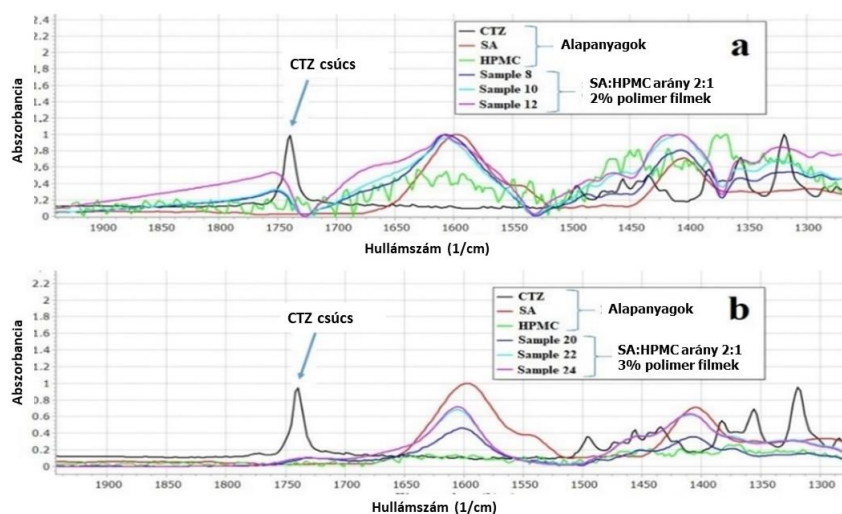 2.4
2.2
2
1.8
1.6
1.4
1.2
1
0.8
0.6
0.4
0.2
0
Abszorbancia
CTZ csúcs
CTZ
SA
HPMC
Sample 8
Sample 10
Sample 12
Alapanyagok
SA:HPMC arány 2:1
2% polimer filmek
a
1900 1850 1800 1750 1700 1650 1600 1550 1500 1450 1400 1350 1300
Hullámszám (1/cm)
2.2
2
1.8
1.6
1.4
1.2
1
0.8
0.6
0.4
0.2
0
Abszorbancia
CTZ csúcs
CTZ
SA
HPMC
Sample 20
Sample 22
Sample 24
Alapanyagok
SA:HPMC arány 2:1
3% polimer filmek
b
1900 1850 1800 1750 1700 1650 1600 1550 1500 1450 1400 1350 1300
Hullámszám (1/cm)